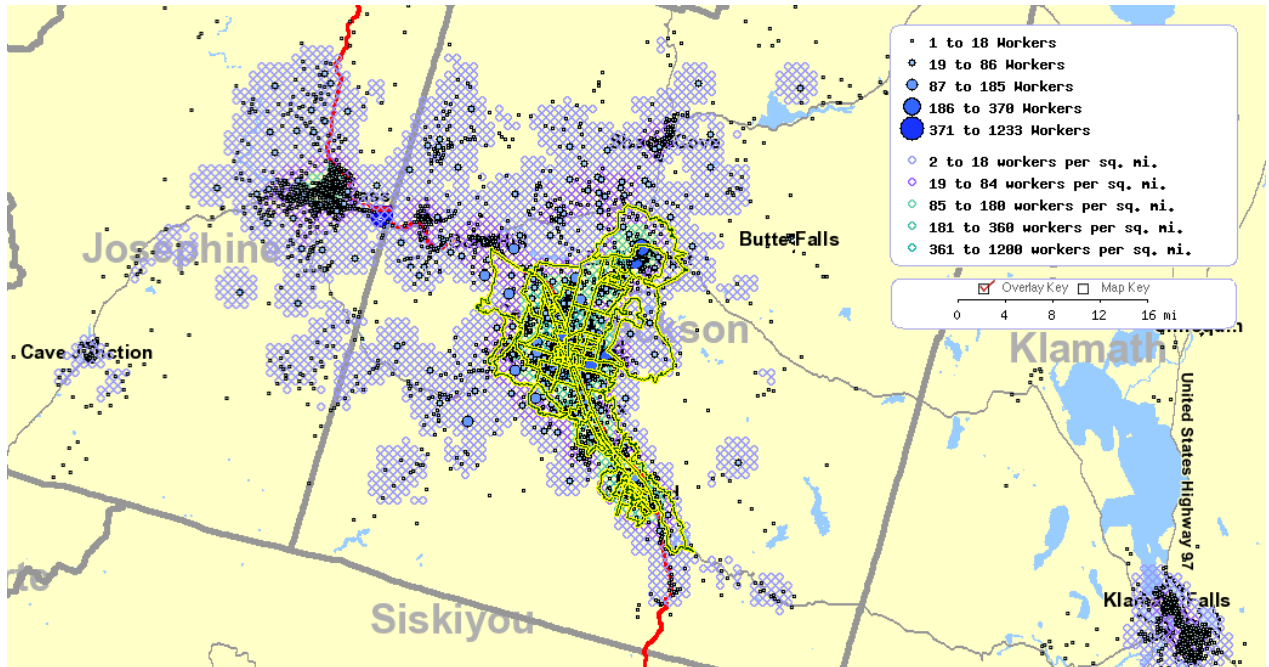 1 to 18 Workers
19 to 86 Workers
87 to 185 Workers
186 to 370 Workers
371 to 1233 Workers
2 to 18 workers per sq. mi.
19 to 84 workers per sq. mi.
85 to 180 workers per sq. mi.
181 to 360 workers per sq. mi.
361 to 1200 workers per sq. mi.
Overlay Key Map Key
0 4 8 12 16 mi
Josephine
Butte Falls
Klamath
Cave Junction
United States Highway 97
Siskiyou
Klamath Falls